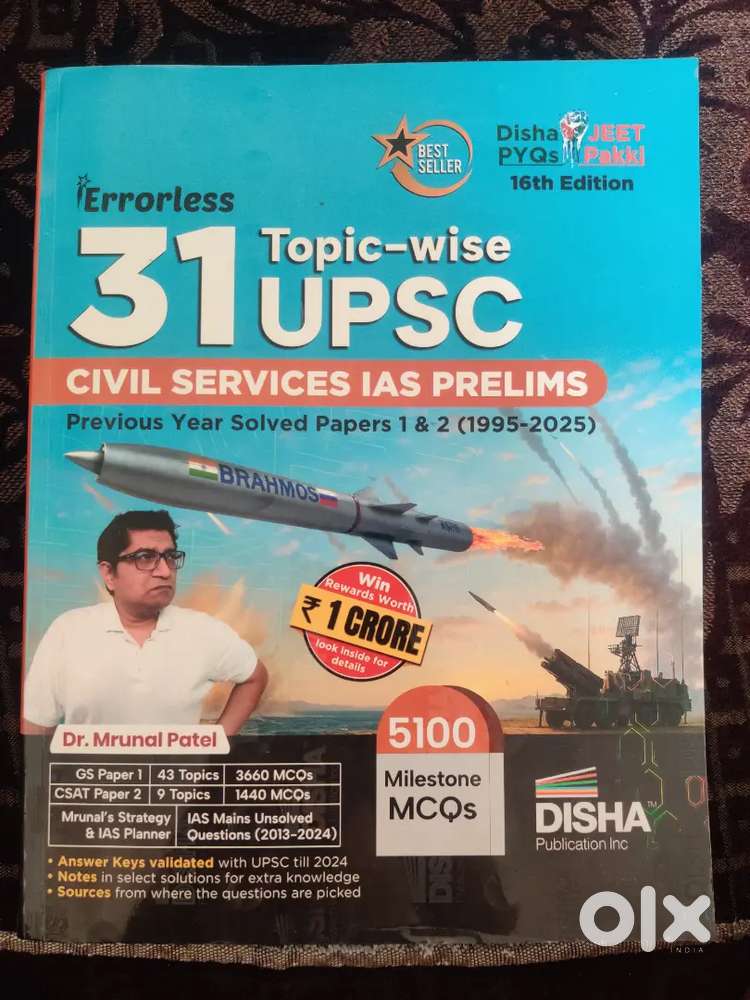 BEST
SELLER
Disha
PYQs
JEET
Pakki
16th Edition
Errorless
31 Topic-wise
UPSC
CIVIL SERVICES IAS PRELIMS
Previous Year Solved Papers 1 & 2 (1995-2025)
BRAHMOS
Win
Rewards Worth
₹ 1 CRORE
look inside for
details
Dr. Mrunal Patel
GS Paper 1 43 Topics 3660 MCQs
CSAT Paper 2 9 Topics 1440 MCQs
Mrunal's Strategy
& IAS Planner
IAS Mains Unsolved
Questions (2013-2024)
• Answer Keys validated with UPSC till 2024
• Notes in select solutions for extra knowledge
• Sources from where the questions are picked
5100
Milestone
MCQs
DISHA™
Publication Inc
olx
INDIA